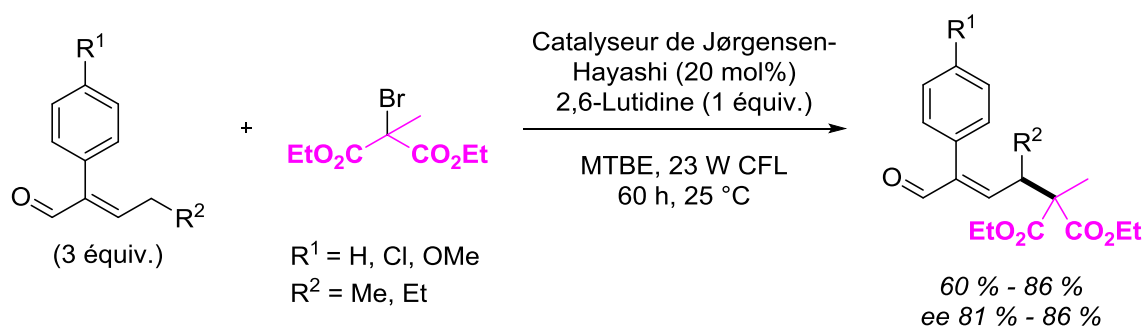 R¹
O
R²
(3 équiv.)
+
Br
EtO₂C
CO₂Et
R¹ = H, Cl, OMe
R² = Me, Et
Catalyseur de Jørgensen-
Hayashi (20 mol%)
2,6-Lutidine (1 équiv.)
MTBE, 23 W CFL
60 h, 25 °C
R¹
R²
O
EtO₂C
CO₂Et
60 % - 86 %
ee 81 % - 86 %